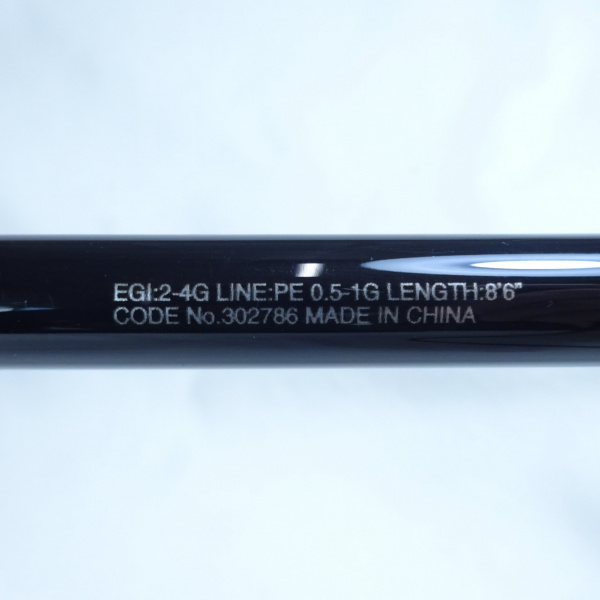 EGI:2-4G LINE:PE 0.5-1G LENGTH:8'6"
CODE No.302786 MADE IN CHINA